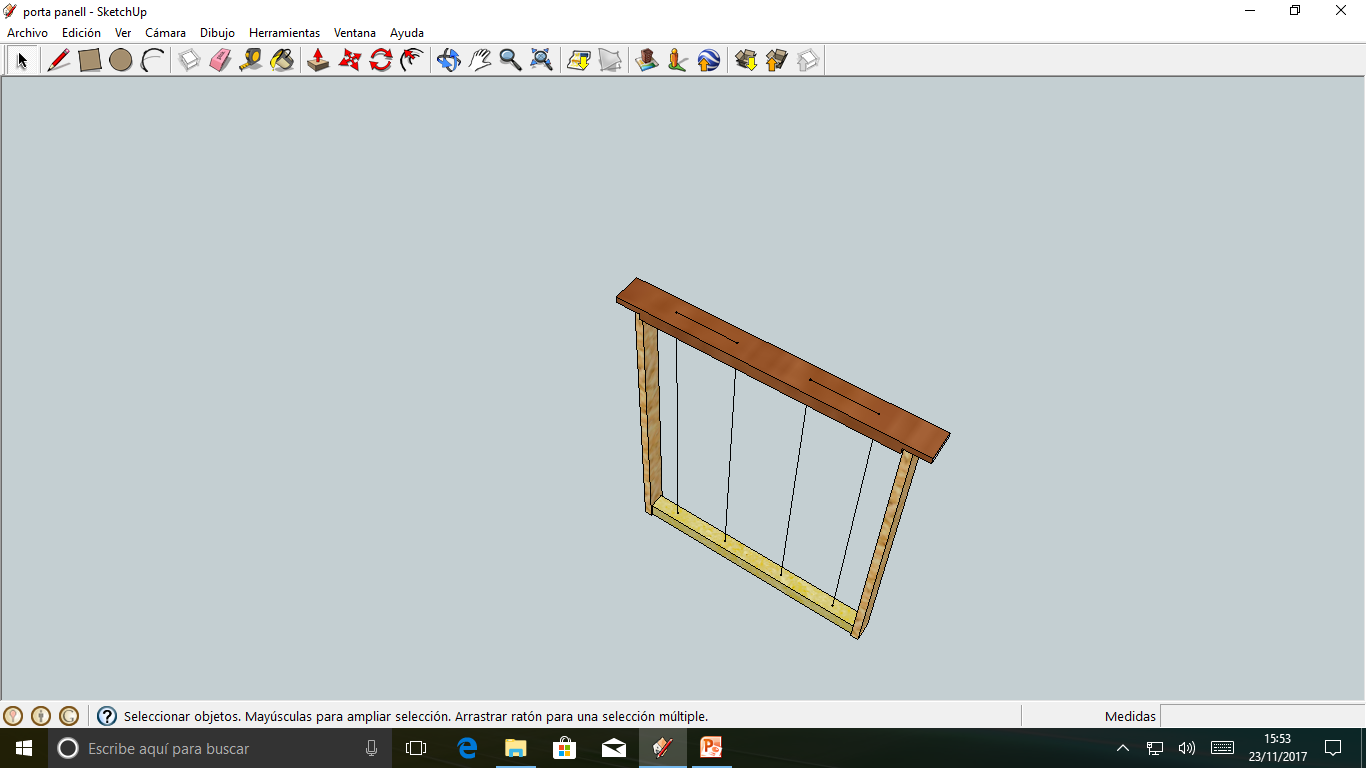 porta panell - SketchUp
Archivo Edición Ver Cámara Dibujo Herramientas Ventana Ayuda
Seleccionar objetos. Mayúsculas para ampliar selección. Arrastrar ratón para una selección múltiple.
Medidas
Escribe aquí para buscar
15:53
23/11/2017